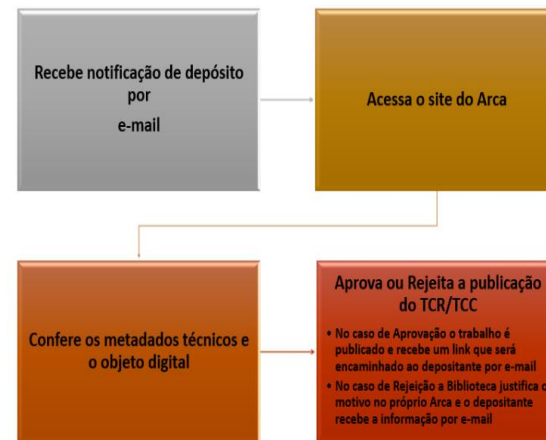 Recebe notificação de depósito
por
e-mail
Acessa o site do Arca
Confere os metadados técnicos e
o objeto digital
Aprova ou Rejeita a publicação
do TCR/TCC
• No caso de Aprovação o trabalho é
publicado e recebe um link que será
encaminhado ao depositante por e-mail
• No caso de Rejeição a Biblioteca justifica o
motivo no próprio Arca e o depositante
recebe a informação por e-mail